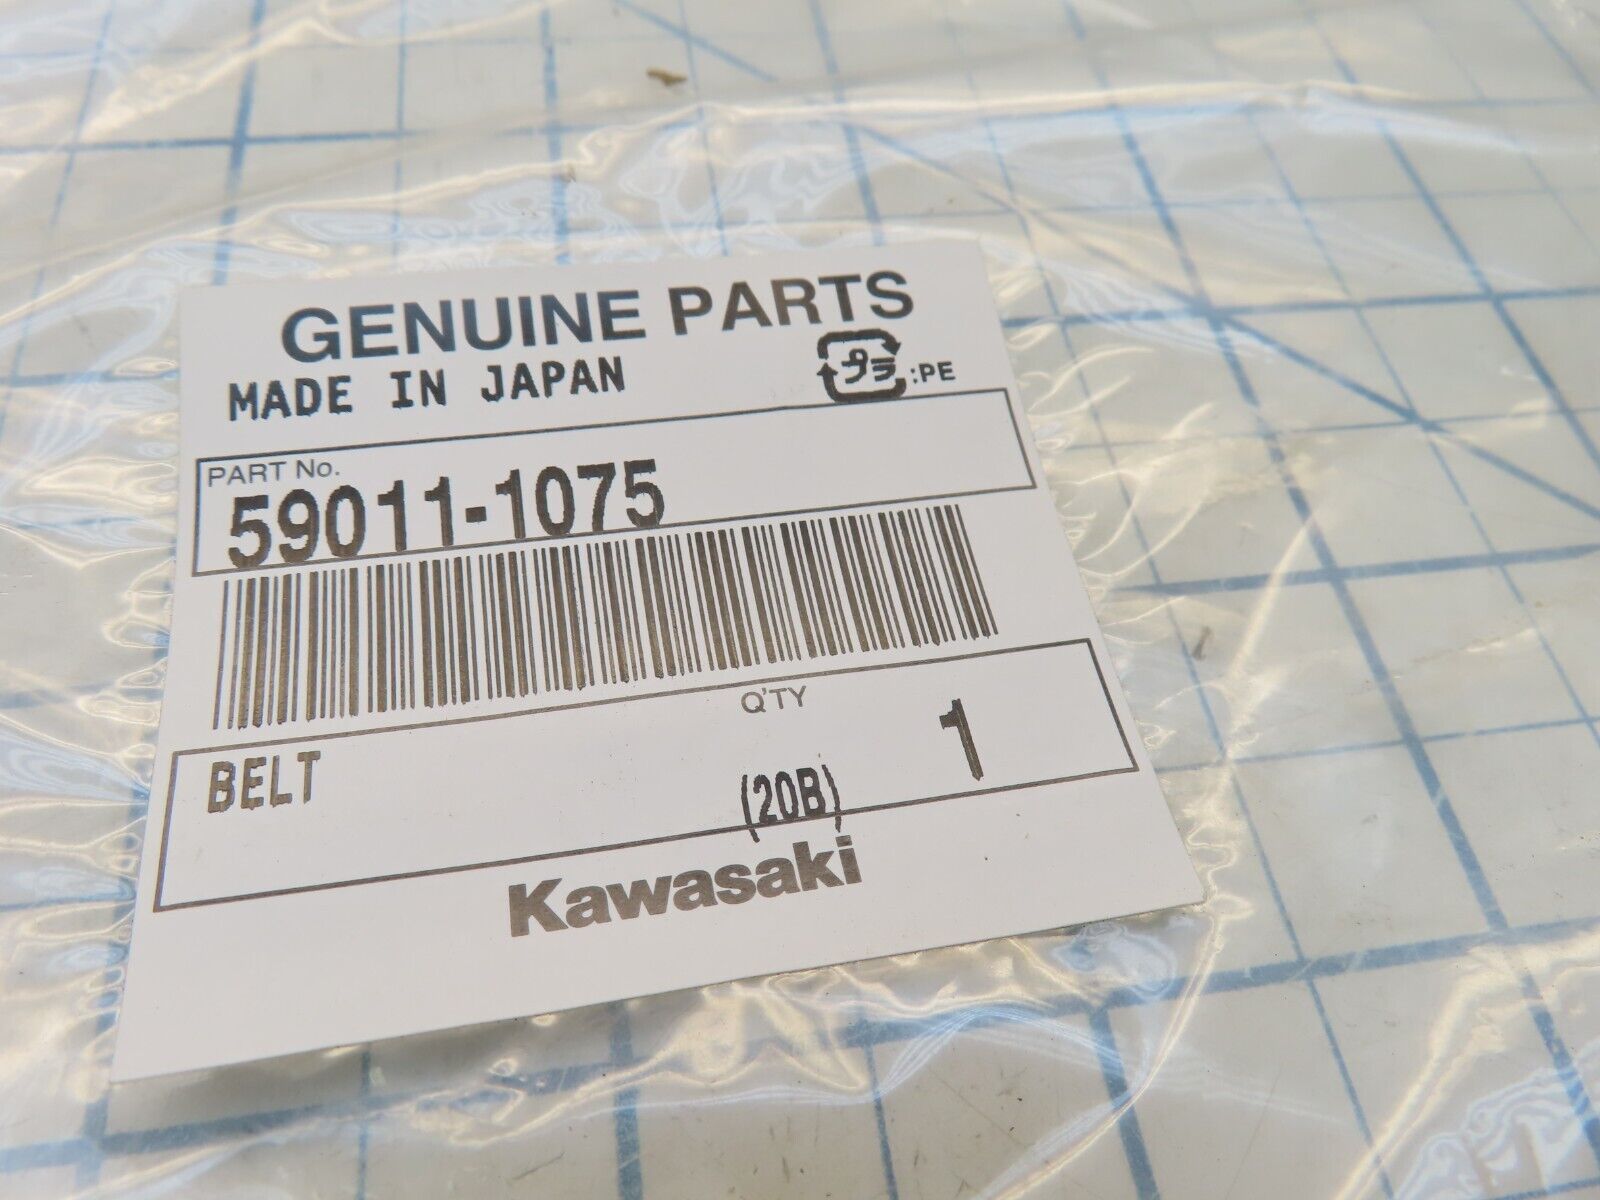 GENUINE PARTS
MADE IN JAPAN
プラ :PE
PART No.
59011-1075
Q'TY
BELT (20B) 1
Kawasaki